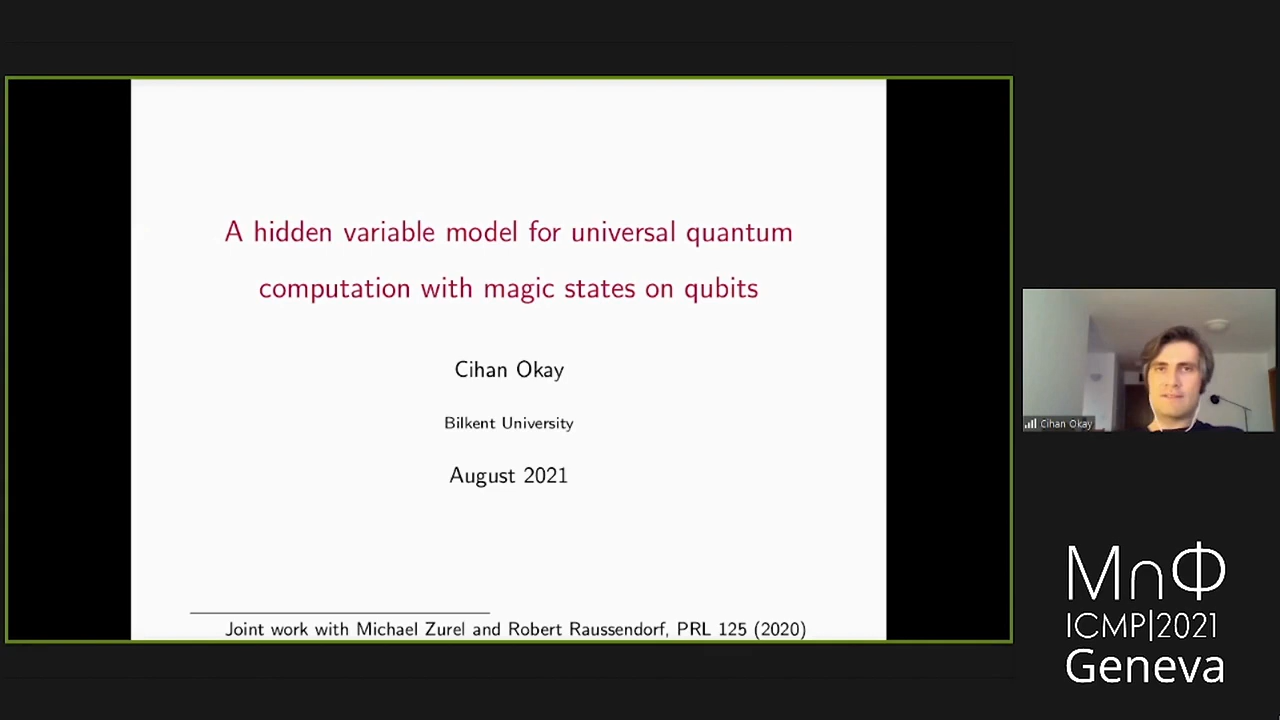 A hidden variable model for universal quantum
computation with magic states on qubits
Cihan Okay
Bilkent University
August 2021
Joint work with Michael Zurel and Robert Raussendorf, PRL 125 (2020)
Cihan Okay
M∩Φ
ICMP|2021
Geneva